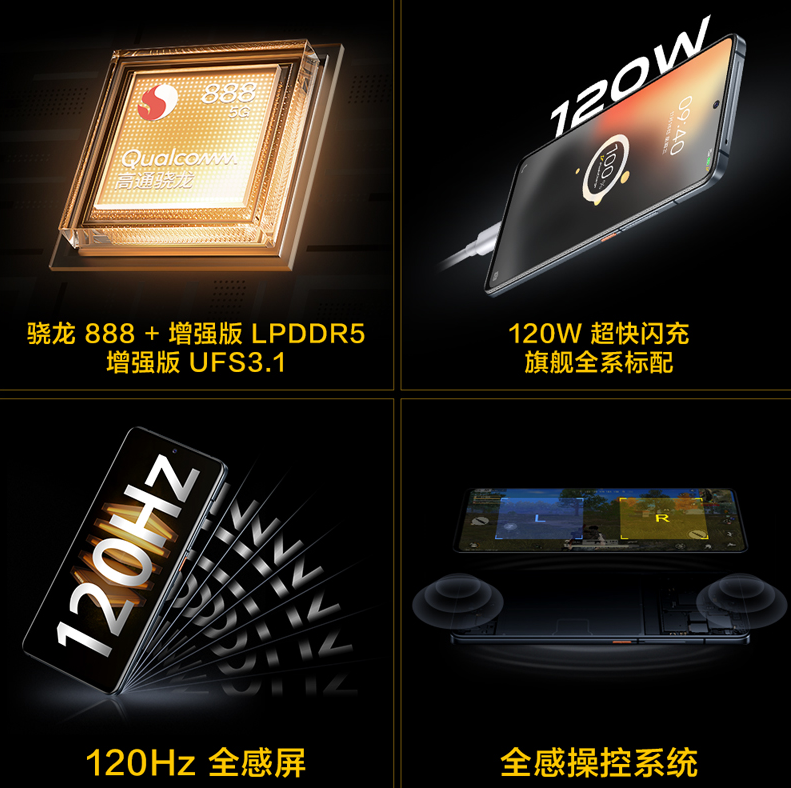 888
5G
Qualcomm
高通骁龙
骁龙 888 + 增强版 LPDDR5
增强版 UFS3.1
120W
09:40
100%
120W 超快闪充
旗舰全系标配
120Hz
120Hz 全感屏
L
R
全感操控系统